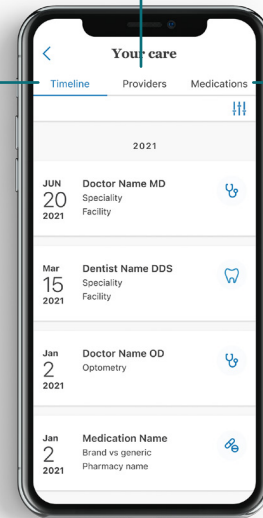 Your care
Timeline Providers Medications
2021
JUN
20
2021
Doctor Name MD
Speciality
Facility
Mar
15
2021
Dentist Name DDS
Speciality
Facility
Jan
2
2021
Doctor Name OD
Optometry
Jan
2
2021
Medication Name
Brand vs generic
Pharmacy name